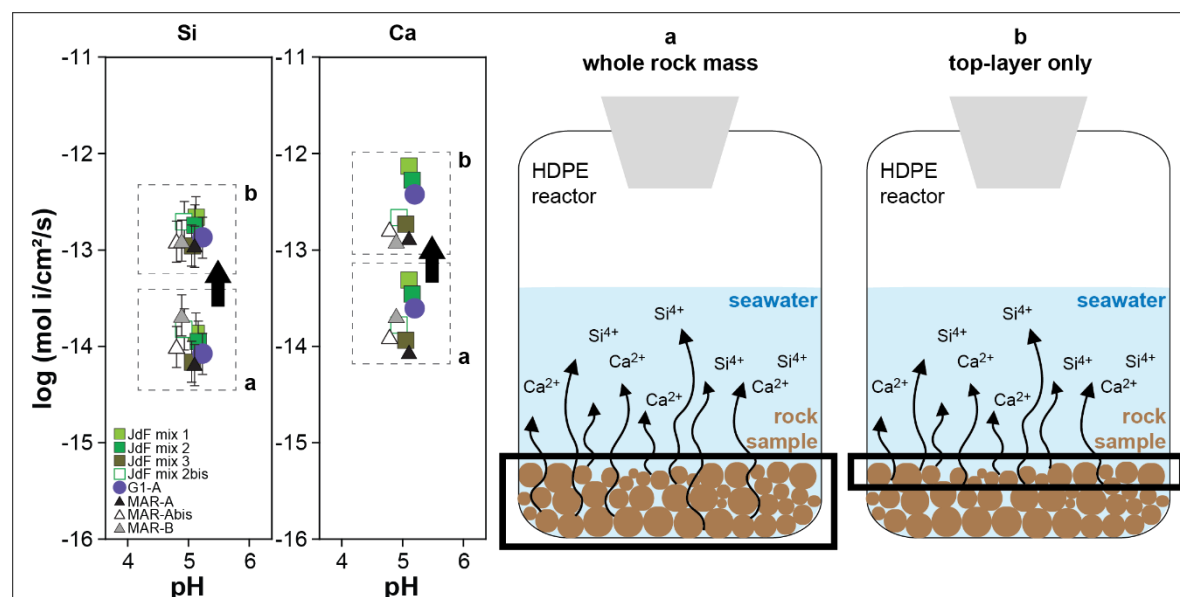 Si
Ca
a
whole rock mass
b
top-layer only
log (mol i/cm²/s)
-11
-12
-13
-14
-15
-16
b
a
JdF mix 1
JdF mix 2
JdF mix 3
JdF mix 2bis
G1-A
MAR-A
MAR-Abis
MAR-B
4 5 6
pH
-11
-12
-13
-14
-15
-16
b
a
4 5 6
pH
HDPE
reactor
seawater
Si⁴⁺
Si⁴⁺
Ca²⁺
Si⁴⁺
Si⁴⁺
Ca²⁺
Ca²⁺
Ca²⁺
rock
sample
HDPE
reactor
seawater
Si⁴⁺
Si⁴⁺
Ca²⁺
Si⁴⁺
Si⁴⁺
Ca²⁺
Ca²⁺
Ca²⁺
rock
sample